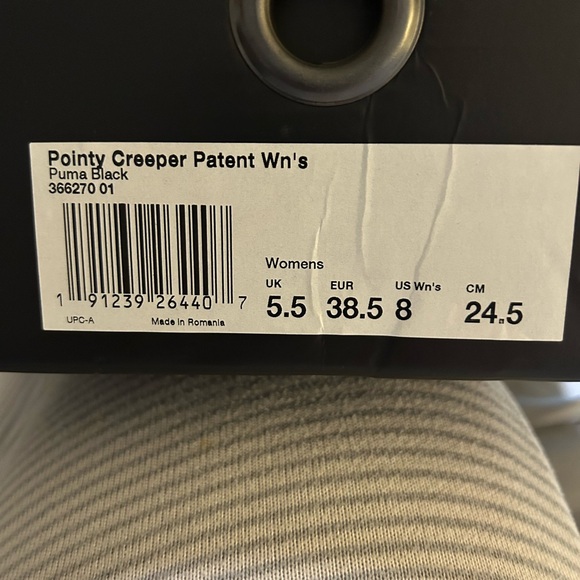 Pointy Creeper Patent Wn's
Puma Black
366270 01
1 91239 26440 7
UPC-A Made in Romania
Womens
UK EUR US Wn's CM
5.5 38.5 8 24.5